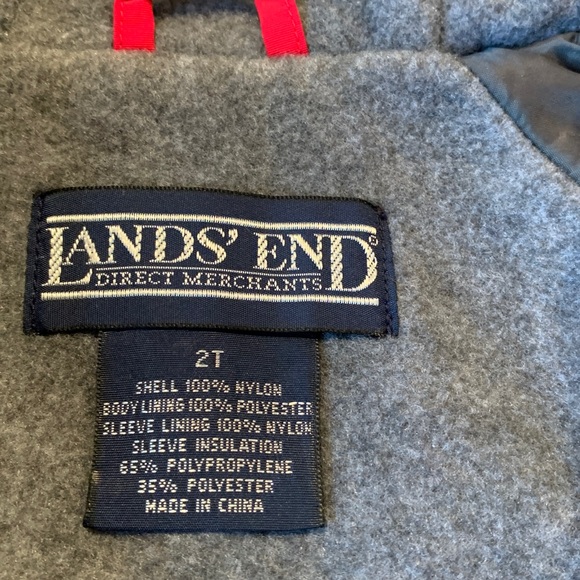 LANDS' END®
DIRECT MERCHANTS
2T
SHELL 100% NYLON
BODY LINING 100% POLYESTER
SLEEVE LINING 100% NYLON
SLEEVE INSULATION
65% POLYPROPYLENE
35% POLYESTER
MADE IN CHINA